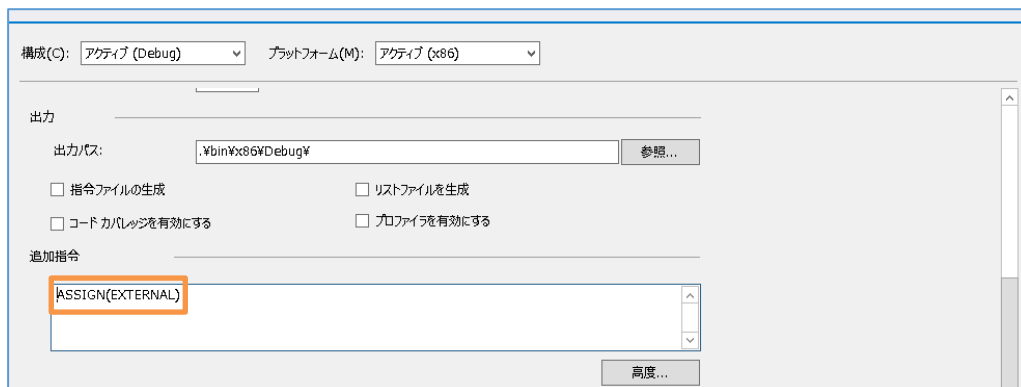 構成(C): アクティブ (Debug) プラットフォーム(M): アクティブ (x86)
出力
出力パス: .¥bin¥x86¥Debug¥ 参照...
指令ファイルの生成 リストファイルを生成
コード カバレッジを有効にする プロファイラを有効にする
追加指令
ASSIGN(EXTERNAL)
高度...